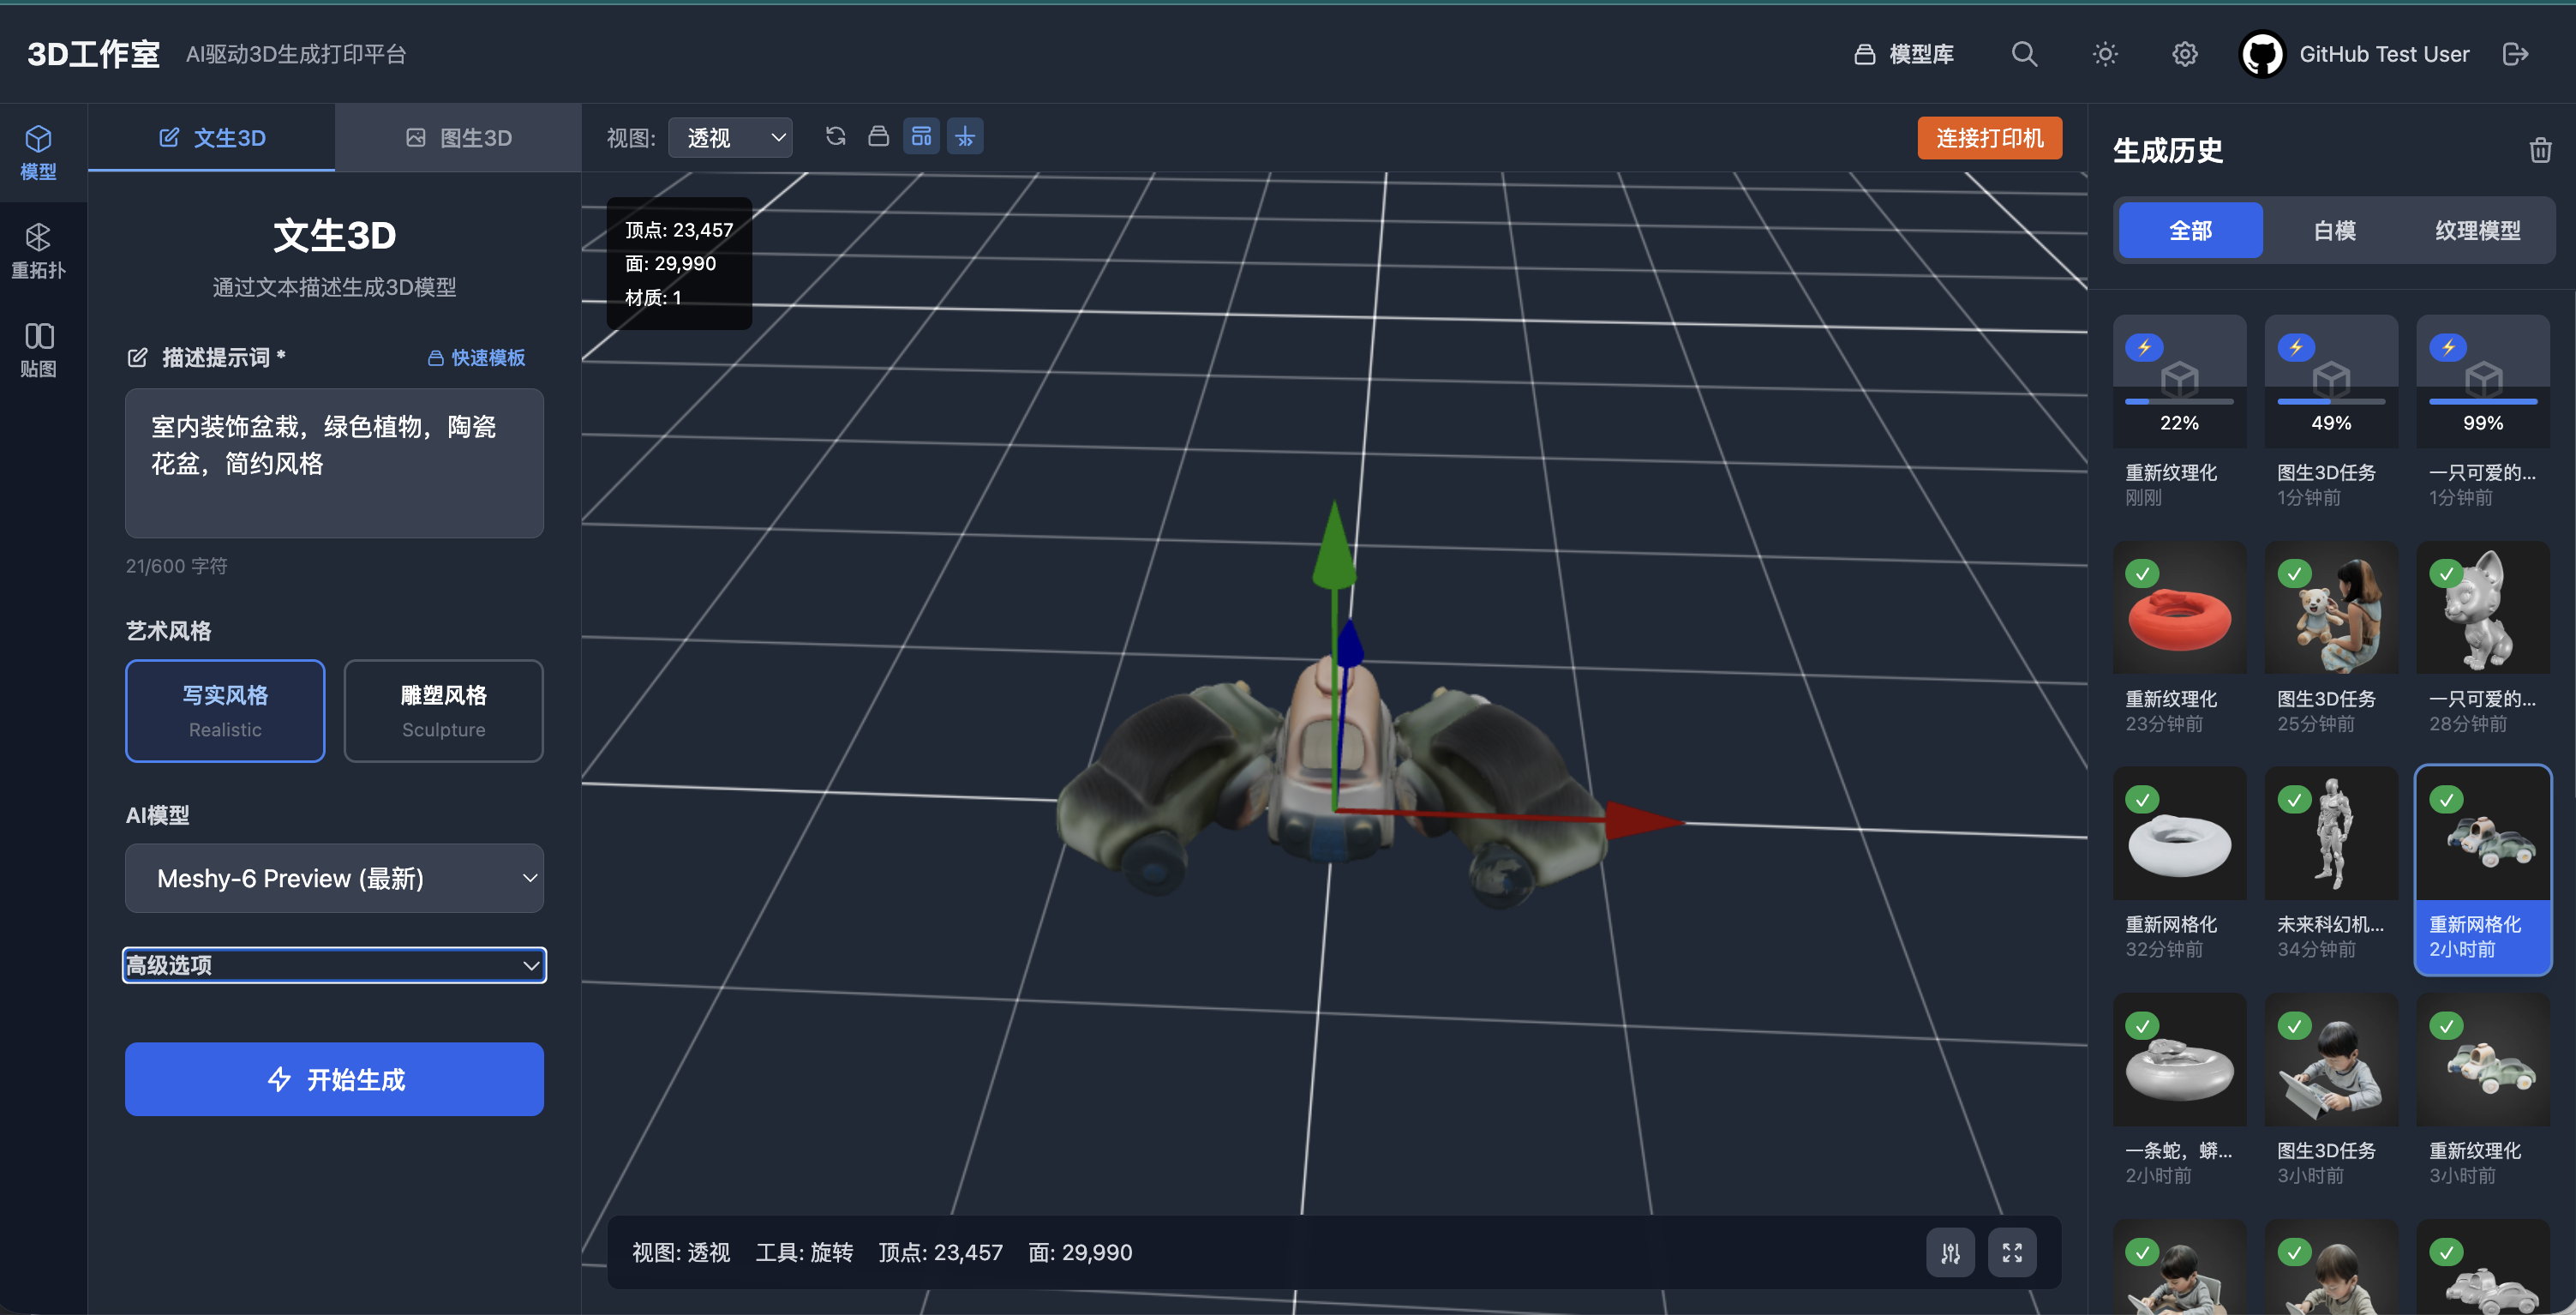 3D工作室
AI驱动3D生成打印平台
模型库
GitHub Test User
模型
重拓扑
贴图
文生3D
图生3D
文生3D
通过文本描述生成3D模型
描述提示词 *
快速模板
室内装饰盆栽，绿色植物，陶瓷
花盆，简约风格
21/600 字符
艺术风格
写实风格
Realistic
雕塑风格
Sculpture
AI模型
Meshy-6 Preview (最新)
高级选项
开始生成
视图:
透视
连接打印机
顶点: 23,457
面: 29,990
材质: 1
视图: 透视
工具: 旋转
顶点: 23,457
面: 29,990
生成历史
全部
白模
纹理模型
22%
49%
99%
重新纹理化
图生3D任务
一只可爱的...
刚刚
1分钟前
1分钟前
重新纹理化
图生3D任务
一只可爱的...
23分钟前
25分钟前
28分钟前
重新网格化
未来科幻机...
重新网格化
32分钟前
34分钟前
2小时前
一条蛇，蟒...
图生3D任务
重新纹理化
2小时前
3小时前
3小时前